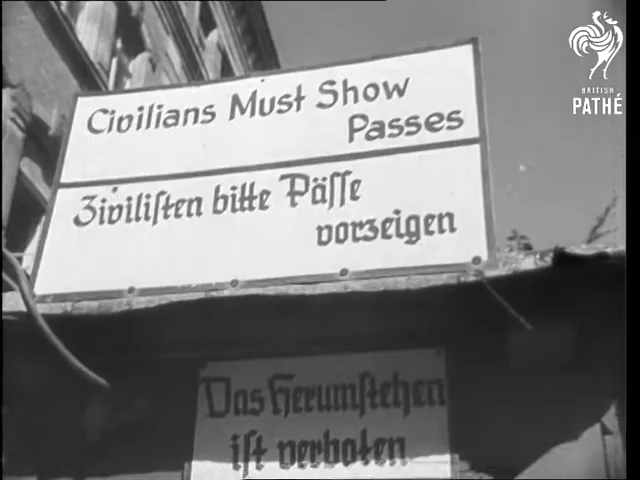 BRITISH
PATHÉ
Civilians Must Show
Passes
Ziviliſten bitte Päſſe
vorzeigen
Das Herumſtehen
iſt verboten